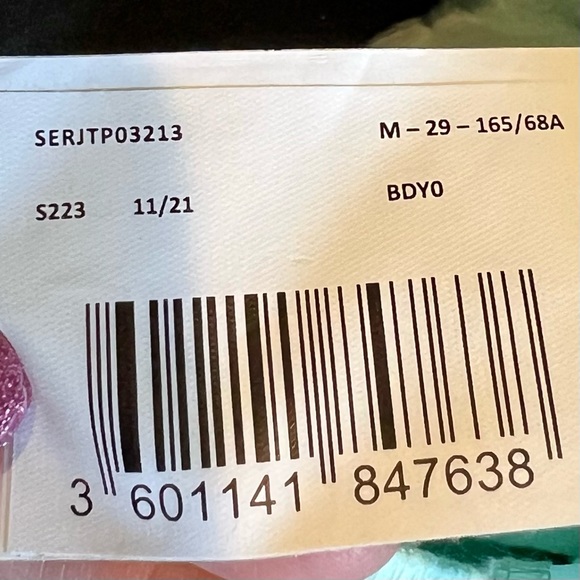 SERJTP03213 M – 29 – 165/68A
S223 11/21 BDY0
3 601141 847638